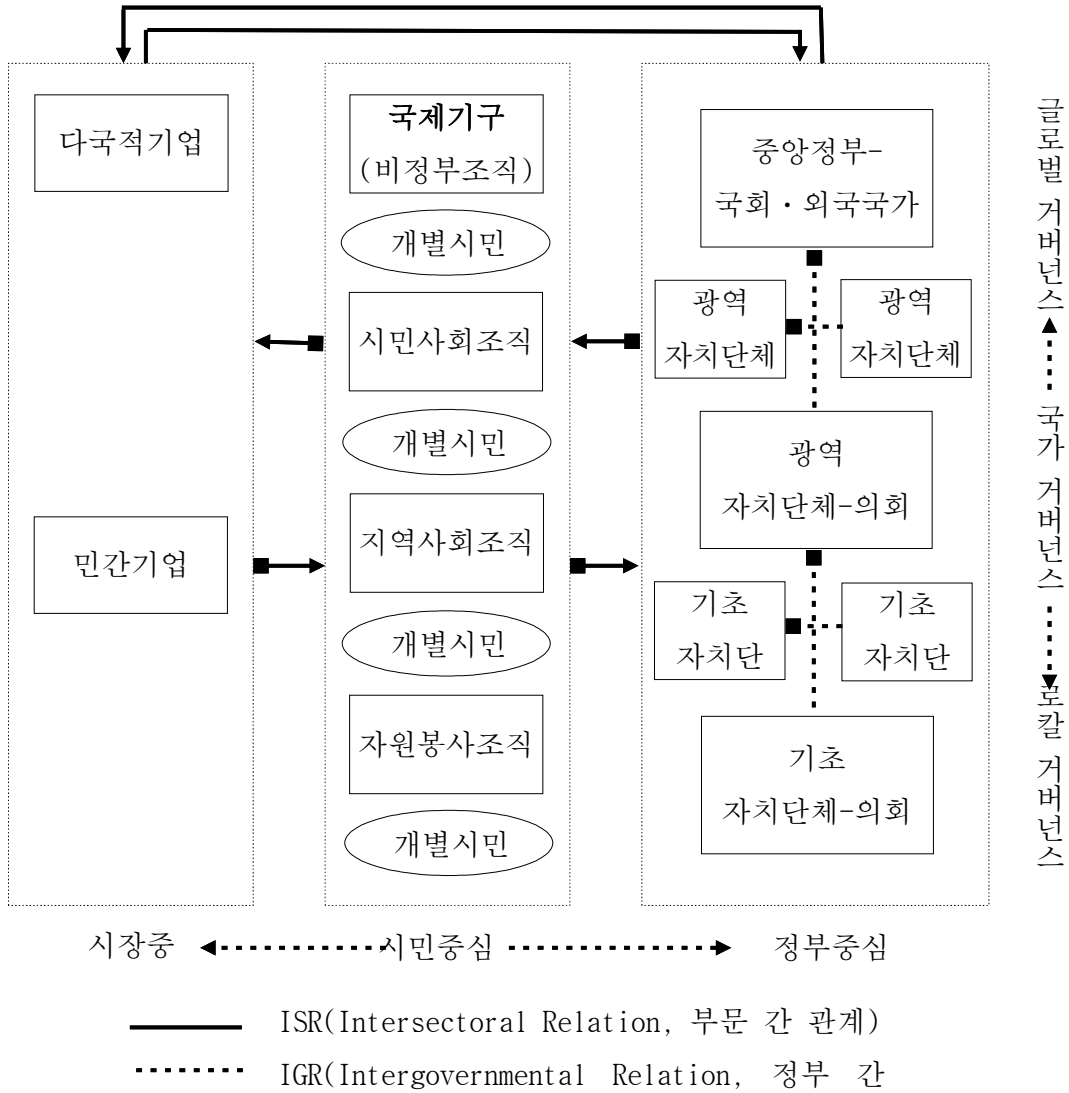 다국적기업
민간기업
국제기구
(비정부조직)
개별시민
시민사회조직
개별시민
지역사회조직
개별시민
자원봉사조직
개별시민
중앙정부-
국회·외국국가
광역
자치단체
광역
자치단체
광역
자치단체-의회
기초
자치단
기초
자치단
기초
자치단체-의회
글로벌 거버넌스
국가 거버넌스
로칼 거버넌스
시장중
시민중심
정부중심
ISR(Intersectoral Relation, 부문 간 관계)
IGR(Intergovernmental Relation, 정부 간